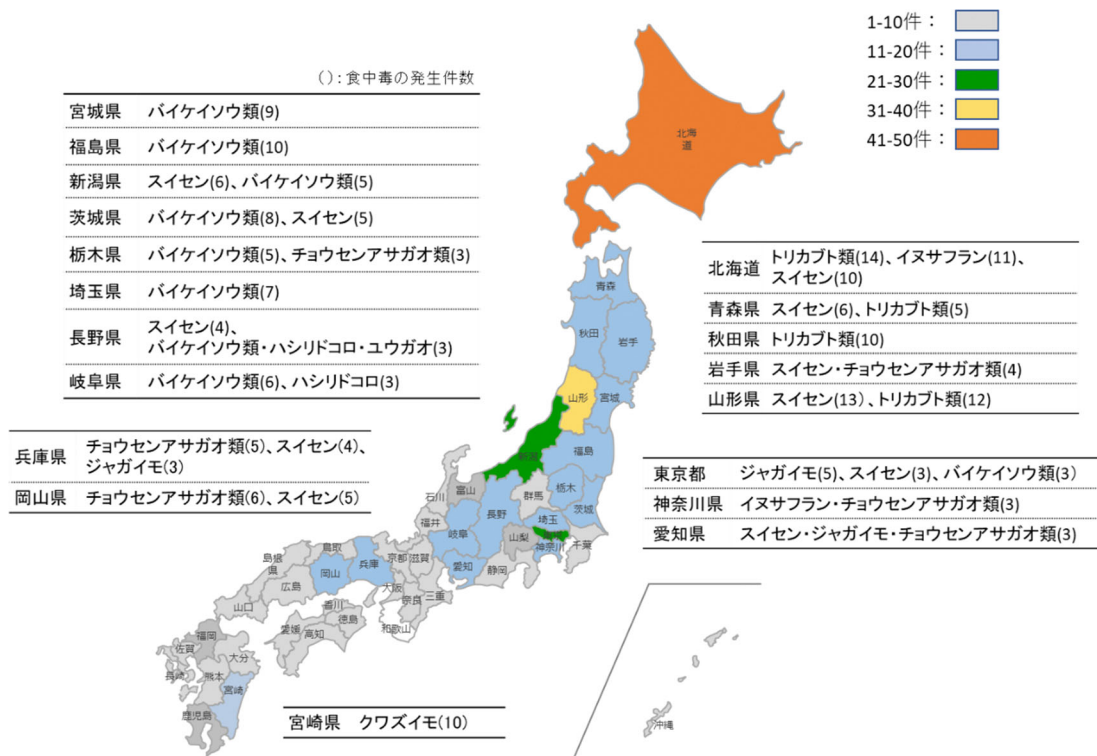 1-10件：
11-20件：
21-30件：
31-40件：
41-50件：
()：食中毒の発生件数
宮城県 バイケイソウ類(9)
福島県 バイケイソウ類(10)
新潟県 スイセン(6)、バイケイソウ類(5)
茨城県 バイケイソウ類(8)、スイセン(5)
栃木県 バイケイソウ類(5)、チョウセンアサガオ類(3)
埼玉県 バイケイソウ類(7)
長野県 スイセン(4)、
バイケイソウ類・ハシリドコロ・ユウガオ(3)
岐阜県 バイケイソウ類(6)、ハシリドコロ(3)
兵庫県 チョウセンアサガオ類(5)、スイセン(4)、
ジャガイモ(3)
岡山県 チョウセンアサガオ類(6)、スイセン(5)
北海道 トリカブト類(14)、イヌサフラン(11)、
スイセン(10)
青森県 スイセン(6)、トリカブト類(5)
秋田県 トリカブト類(10)
岩手県 スイセン・チョウセンアサガオ類(4)
山形県 スイセン(13)、トリカブト類(12)
東京都 ジャガイモ(5)、スイセン(3)、バイケイソウ類(3)
神奈川県 イヌサフラン・チョウセンアサガオ類(3)
愛知県 スイセン・ジャガイモ・チョウセンアサガオ類(3)
宮崎県 クワズイモ(10)
北海
道
青森
秋田
岩手
山形
宮城
新潟
福島
栃木
茨城
群馬
埼玉
神奈川
千葉
石川
富山
福井
長野
岐阜
山梨
愛知
静岡
鳥取
京都
滋賀
兵庫
岡山
島根
県
広島
山口
大阪
奈良
三重
和歌山
香川
徳島
愛媛
高知
福岡
佐賀
大分
長崎
熊本
宮崎
鹿児島
沖縄